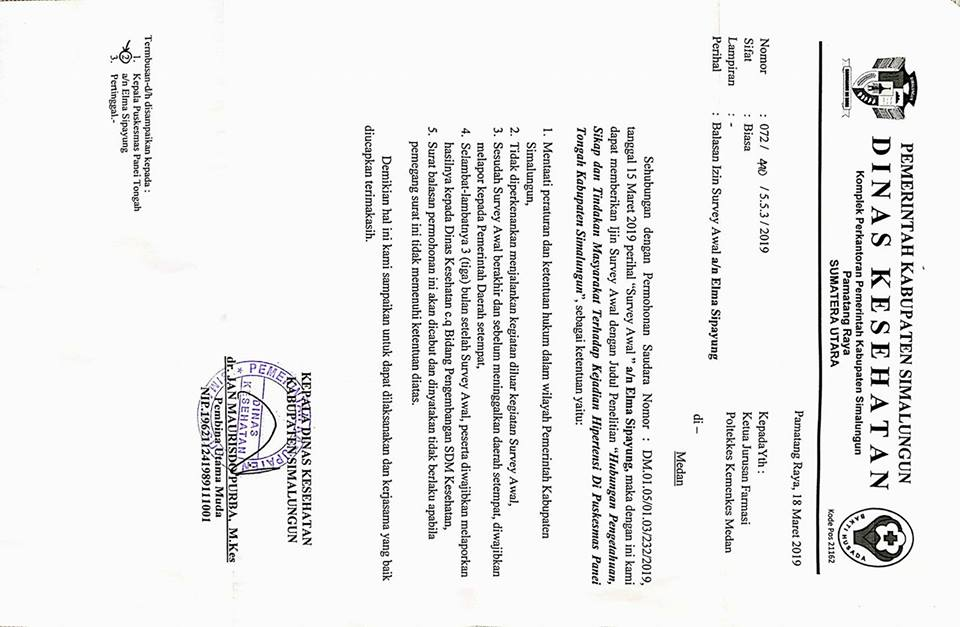 PEMERINTAH KABUPATEN SIMALUNGUN
DINAS KESEHATAN
Komplek Perkantoran Pemerintah Kabupaten Simalungun
Pamatang Raya
SUMATERA UTARA
BAKTI HUSADA
Kode Pos 21162
Pamatang Raya, 18 Maret 2019
Nomor : 072 / 440 / 5.5.3 / 2019
Sifat : Biasa
Lampiran : -
Perihal : Balasan Izin Survey Awal a/n Elma Sipayung
KepadaYth :
Ketua Jurusan Farmasi
Poltekkes Kemenkes Medan
di –
Medan
Sehubungan dengan Permohonan Saudara Nomor : DM.01.05/01.03/232/2019,
tanggal 15 Maret 2019 perihal “Survey Awal ” a/n Elma Sipayung, maka dengan ini kami
dapat memberikan Ijin Survey Awal dengan Judul Penelitian “Hubungan Pengetahuan,
Sikap dan Tindakan Masyarakat Terhadap Kejadian Hipertensi Di Puskesmas Panei
Tongah Kabupaten Simalungun”, sebagai ketentuan yaitu:
1. Mentaati peraturan dan ketentuan hukum dalam wilayah Pemerintah Kabupaten
Simalungun,
2. Tidak diperkenankan menjalankan kegiatan diluar kegiatan Survey Awal,
3. Sesudah Survey Awal berakhir dan sebelum meninggalkan daerah setempat, diwajibkan
melapor kepada Pemerintah Daerah setempat,
4. Selambat-lambatnya 3 (tiga) bulan setelah Survey Awal, peserta diwajibkan melaporkan
hasilnya kepada Dinas Kesehatan c.q Bidang Pengembangan SDM Kesehatan,
5. Surat balasan permohonan ini akan dicabut dan dinyatakan tidak berlaku apabila
pemegang surat ini tidak memenuhi ketentuan diatas.
Demikian hal ini kami sampaikan untuk dapat dilaksanakan dan kerjasama yang baik
diucapkan terimakasih.
KEPALA DINAS KESEHATAN
KABUPATEN SIMALUNGUN
DINAS
KESEHATAN
dr. JAN MAURISDO PURBA, M.Kes
Pembina Utama Muda
NIP.196212241989111001
Termbusan-d/h disampaikan kepada :
1. Kepala Puskesmas Panei Tongah
2. a/n Elma Sipayung
3. Pertinggal.-